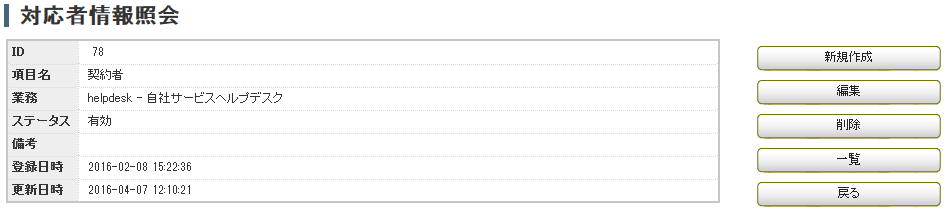 対応者情報照会
ID 78
項目名 契約者
業務 helpdesk - 自社サービスヘルプデスク
ステータス 有効
備考
登録日時 2016-02-08 15:22:36
更新日時 2016-04-07 12:10:21
新規作成
編集
削除
一覧
戻る